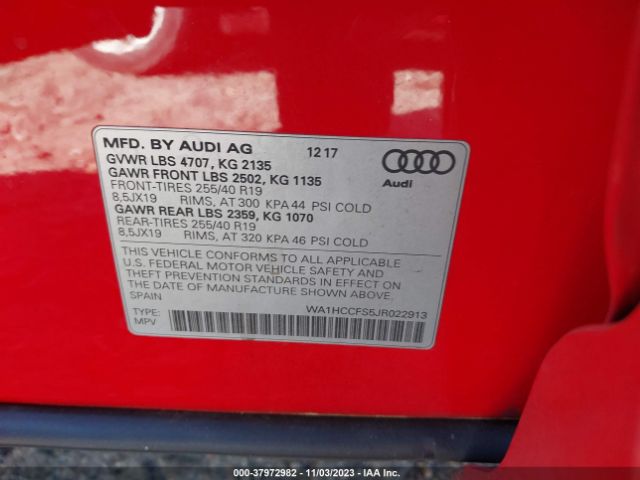 MFD. BY AUDI AG 12 17
GVWR LBS 4707, KG 2135
GAWR FRONT LBS 2502, KG 1135
FRONT-TIRES 255/40 R19
8,5JX19 RIMS, AT 300 KPA 44 PSI COLD
GAWR REAR LBS 2359, KG 1070
REAR-TIRES 255/40 R19
8,5JX19 RIMS, AT 320 KPA 46 PSI COLD
Audi
THIS VEHICLE CONFORMS TO ALL APPLICABLE
U.S. FEDERAL MOTOR VEHICLE SAFETY AND
THEFT PREVENTION STANDARDS IN EFFECT ON
THE DATE OF MANUFACTURE SHOWN ABOVE.
SPAIN
WA1HCCFS5JR022913
TYPE:
MPV
000-37972982 - 11/03/2023 - IAA Inc.